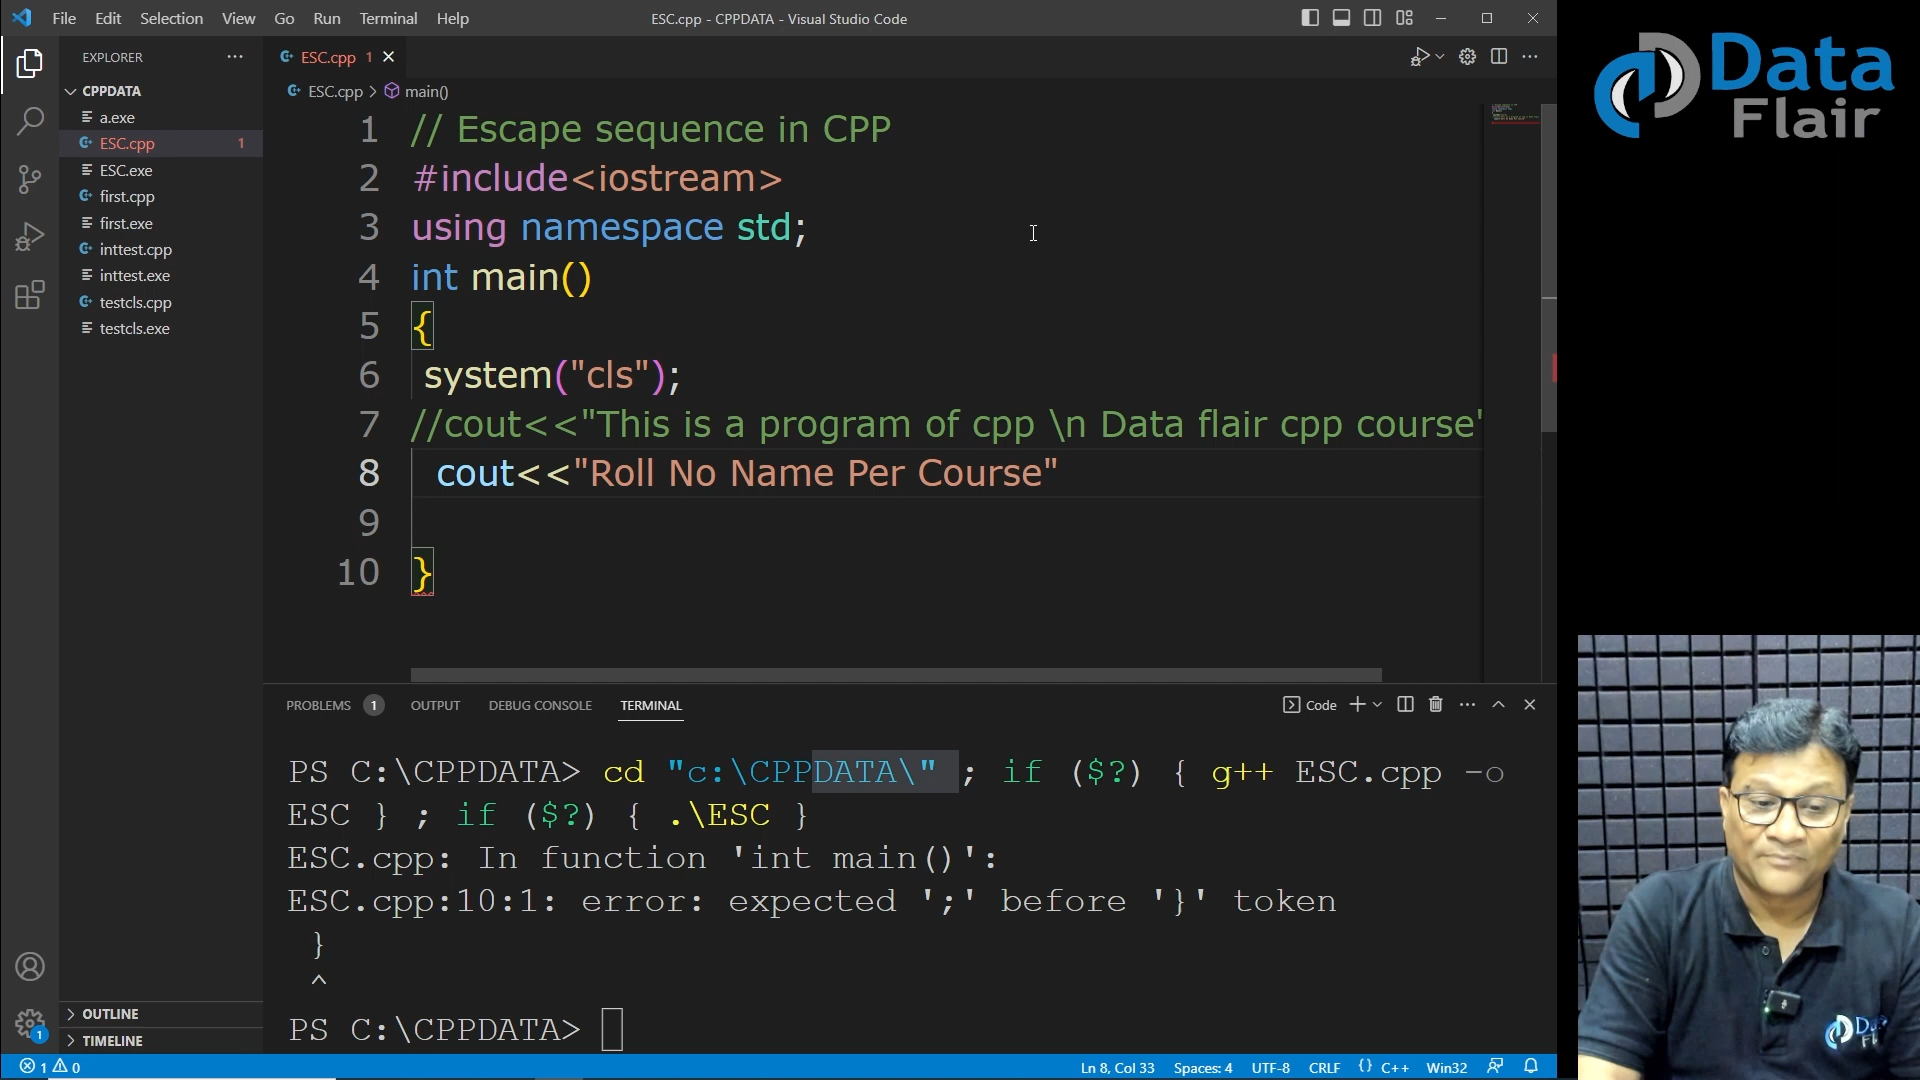 File Edit Selection View Go Run Terminal Help
ESC.cpp - CPPDATA - Visual Studio Code
Data
Flair
EXPLORER
CPPDATA
a.exe
ESC.cpp 1
ESC.exe
first.cpp
first.exe
inttest.cpp
inttest.exe
testcls.cpp
testcls.exe
OUTLINE
TIMELINE
ESC.cpp 1
ESC.cpp > main()
1 // Escape sequence in CPP
2 #include<iostream>
3 using namespace std;
4 int main()
5 {
6 system("cls");
7 //cout<<"This is a program of cpp \n Data flair cpp course"
8 cout<<"Roll No Name Per Course"
9
10 }
PROBLEMS 1 OUTPUT DEBUG CONSOLE TERMINAL
Code
PS C:\CPPDATA> cd "c:\CPPDATA\" ; if ($?) { g++ ESC.cpp -o
ESC } ; if ($?) { .\ESC }
ESC.cpp: In function 'int main()':
ESC.cpp:10:1: error: expected ';' before '}' token
}
^
PS C:\CPPDATA>
1
1 0
Ln 8, Col 33 Spaces: 4 UTF-8 CRLF {} C++ Win32